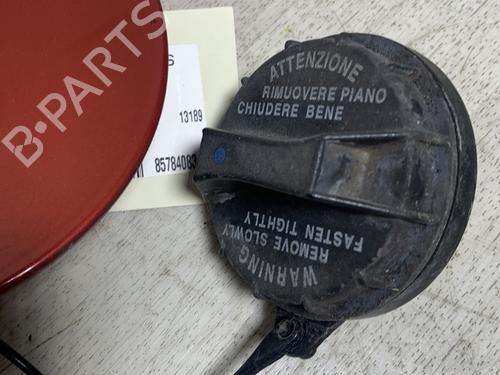 B-PARTS
S
13189
85784083
M
ATTENZIONE
RIMUOVERE PIANO
CHIUDERE BENE
WARNING
REMOVE SLOWLY
FASTEN TIGHTLY